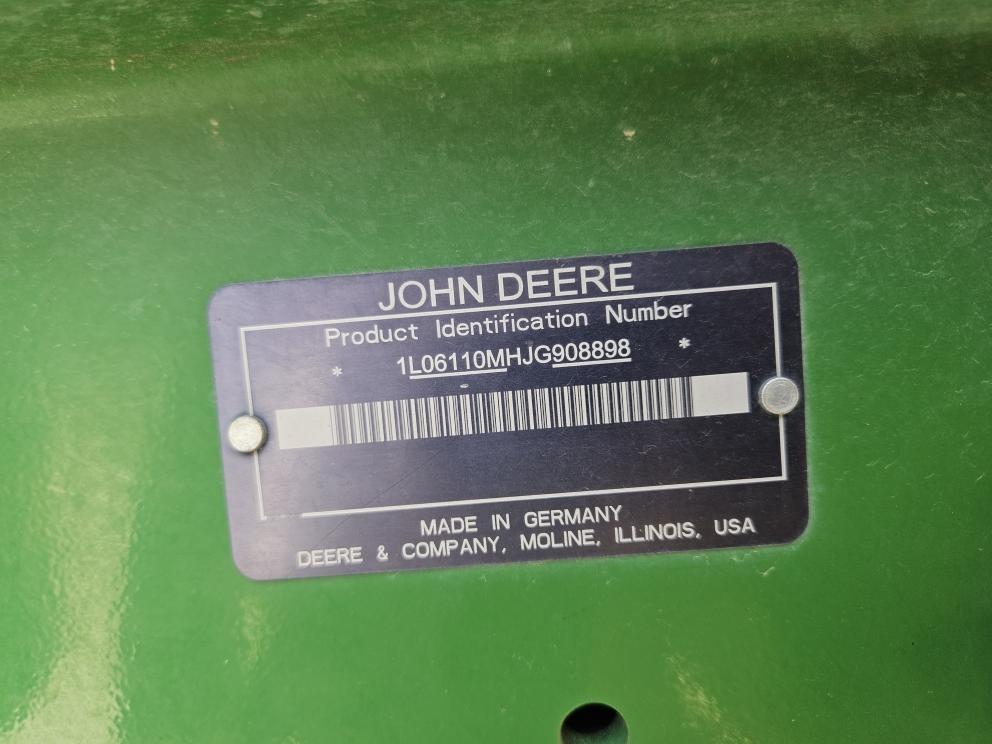 JOHN DEERE
Product Identification Number
* 1L06110MHJG908898 *
MADE IN GERMANY
DEERE & COMPANY, MOLINE, ILLINOIS, USA